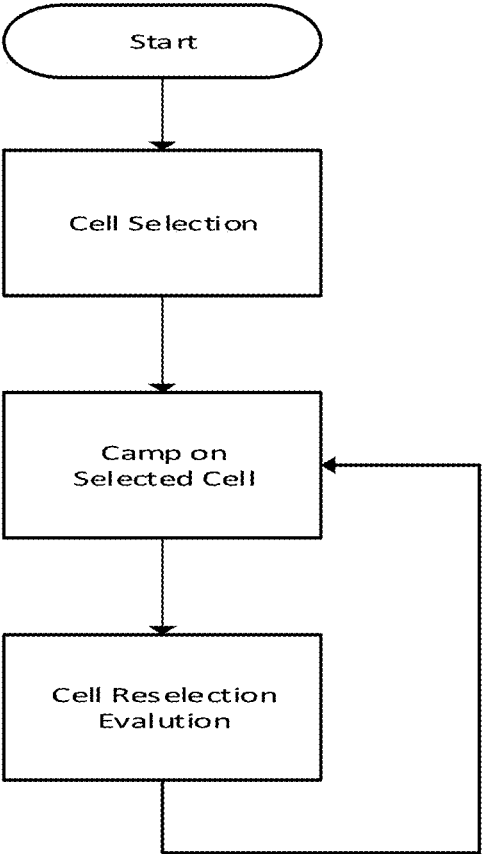 Start
Cell Selection
Camp on
Selected Cell
Cell Reselection
Evalution